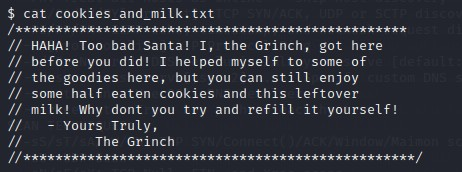 $ cat cookies_and_milk.txt
/****************************************************
// HAHA! Too bad Santa! I, the Grinch, got here
// before you did! I helped myself to some of
// the goodies here, but you can still enjoy
// some half eaten cookies and this leftover
// milk! Why dont you try and refill it yourself!
//   - Yours Truly,
//         The Grinch
//****************************************************/